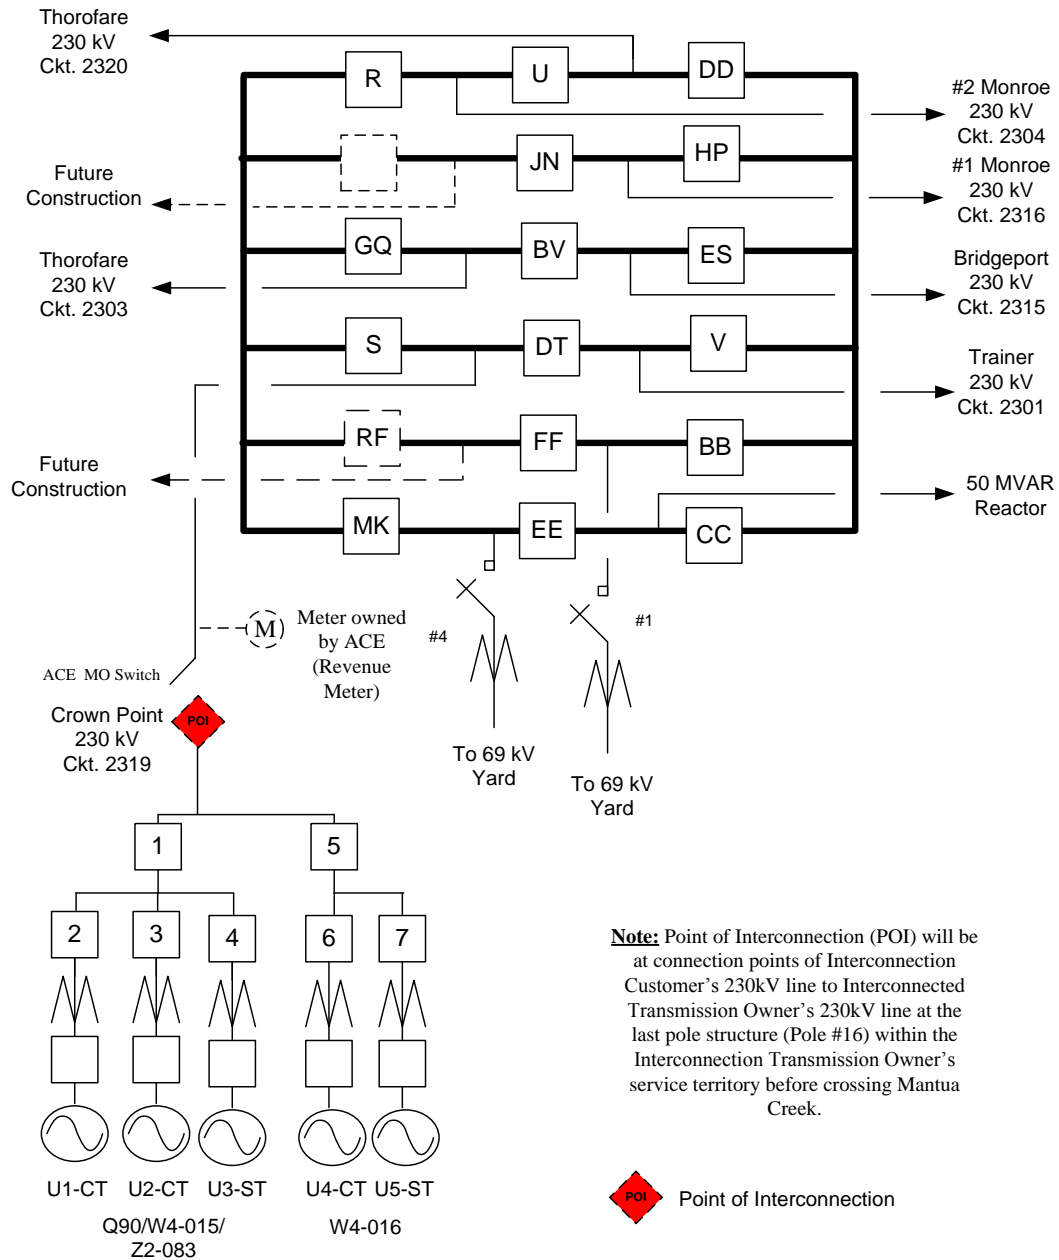 Thorofare
230 kV
Ckt. 2320
R
U
DD
#2 Monroe
230 kV
Ckt. 2304
Future
Construction
JN
HP
#1 Monroe
230 kV
Ckt. 2316
Thorofare
230 kV
Ckt. 2303
GQ
BV
ES
Bridgeport
230 kV
Ckt. 2315
S
DT
V
Trainer
230 kV
Ckt. 2301
Future
Construction
RF
FF
BB
MK
EE
CC
50 MVAR
Reactor
M
Meter owned
by ACE
(Revenue
Meter)
#4
#1
ACE MO Switch
Crown Point
230 kV
Ckt. 2319
POI
To 69 kV
Yard
To 69 kV
Yard
1
5
2
3
4
6
7
U1-CT
U2-CT
U3-ST
U4-CT
U5-ST
Q90/W4-015/
Z2-083
W4-016
Note: Point of Interconnection (POI) will be
at connection points of Interconnection
Customer's 230kV line to Interconnected
Transmission Owner's 230kV line at the
last pole structure (Pole #16) within the
Interconnection Transmission Owner's
service territory before crossing Mantua
Creek.
POI
Point of Interconnection